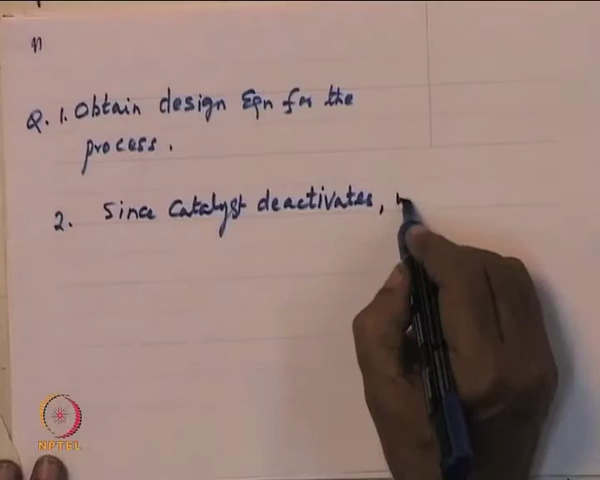 n
Q. 1. Obtain design Eqn for the
process.
2. Since Catalyst deactivates,
NPTEL